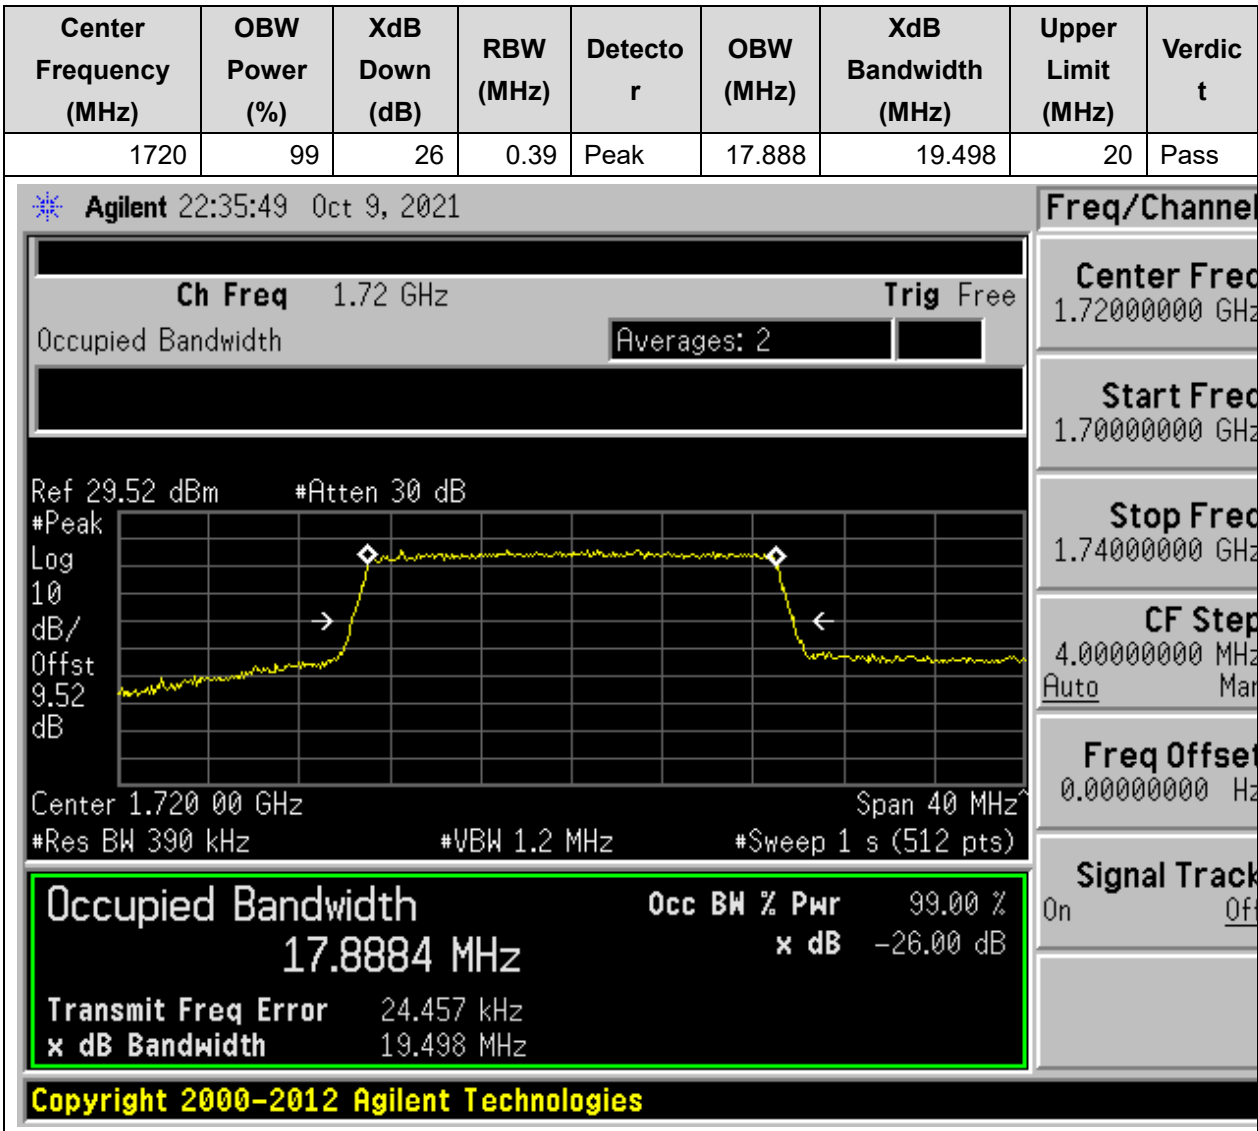 Center Frequency (MHz) OBW Power (%) XdB Down (dB) RBW (MHz) Detector OBW (MHz) XdB Bandwidth (MHz) Upper Limit (MHz) Verdict
1720 99 26 0.39 Peak 17.888 19.498 20 Pass
Agilent 22:35:49 Oct 9, 2021
Ch Freq 1.72 GHz Trig Free
Occupied Bandwidth Averages: 2
Ref 29.52 dBm #Atten 30 dB
#Peak
Log
10
dB/
Offst
9.52
dB
Center 1.720 00 GHz Span 40 MHz^
#Res BW 390 kHz #VBW 1.2 MHz #Sweep 1 s (512 pts)
Occupied Bandwidth Occ BW % Pwr 99.00 %
17.8884 MHz x dB -26.00 dB
Transmit Freq Error 24.457 kHz
x dB Bandwidth 19.498 MHz
Copyright 2000-2012 Agilent Technologies
Freq/Channel
Center Freq
1.72000000 GHz
Start Freq
1.70000000 GHz
Stop Freq
1.74000000 GHz
CF Step
4.00000000 MHz
Auto Man
Freq Offset
0.00000000 Hz
Signal Track
On Off